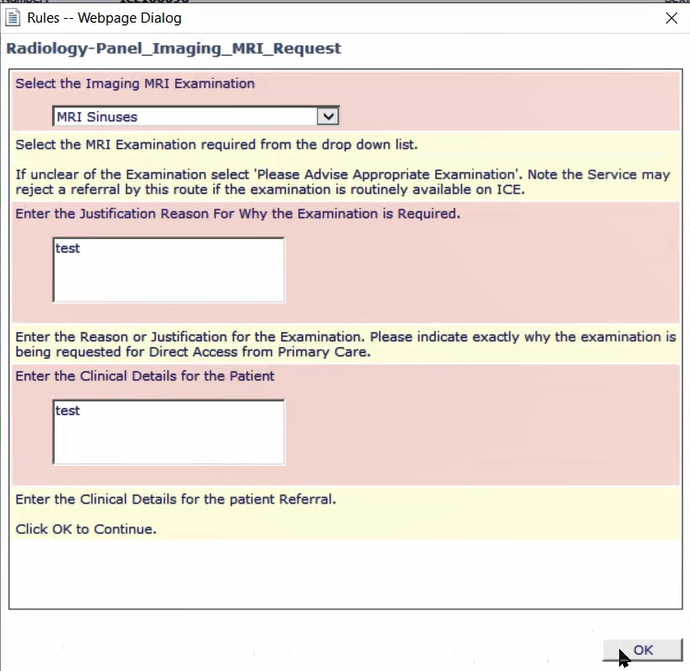 Rules -- Webpage Dialog
Radiology-Panel_Imaging_MRI_Request
Select the Imaging MRI Examination
MRI Sinuses
Select the MRI Examination required from the drop down list.
If unclear of the Examination select 'Please Advise Appropriate Examination'. Note the Service may
reject a referral by this route if the examination is routinely available on ICE.
Enter the Justification Reason For Why the Examination is Required.
test
Enter the Reason or Justification for the Examination. Please indicate exactly why the examination is
being requested for Direct Access from Primary Care.
Enter the Clinical Details for the Patient
test
Enter the Clinical Details for the patient Referral.
Click OK to Continue.
OK